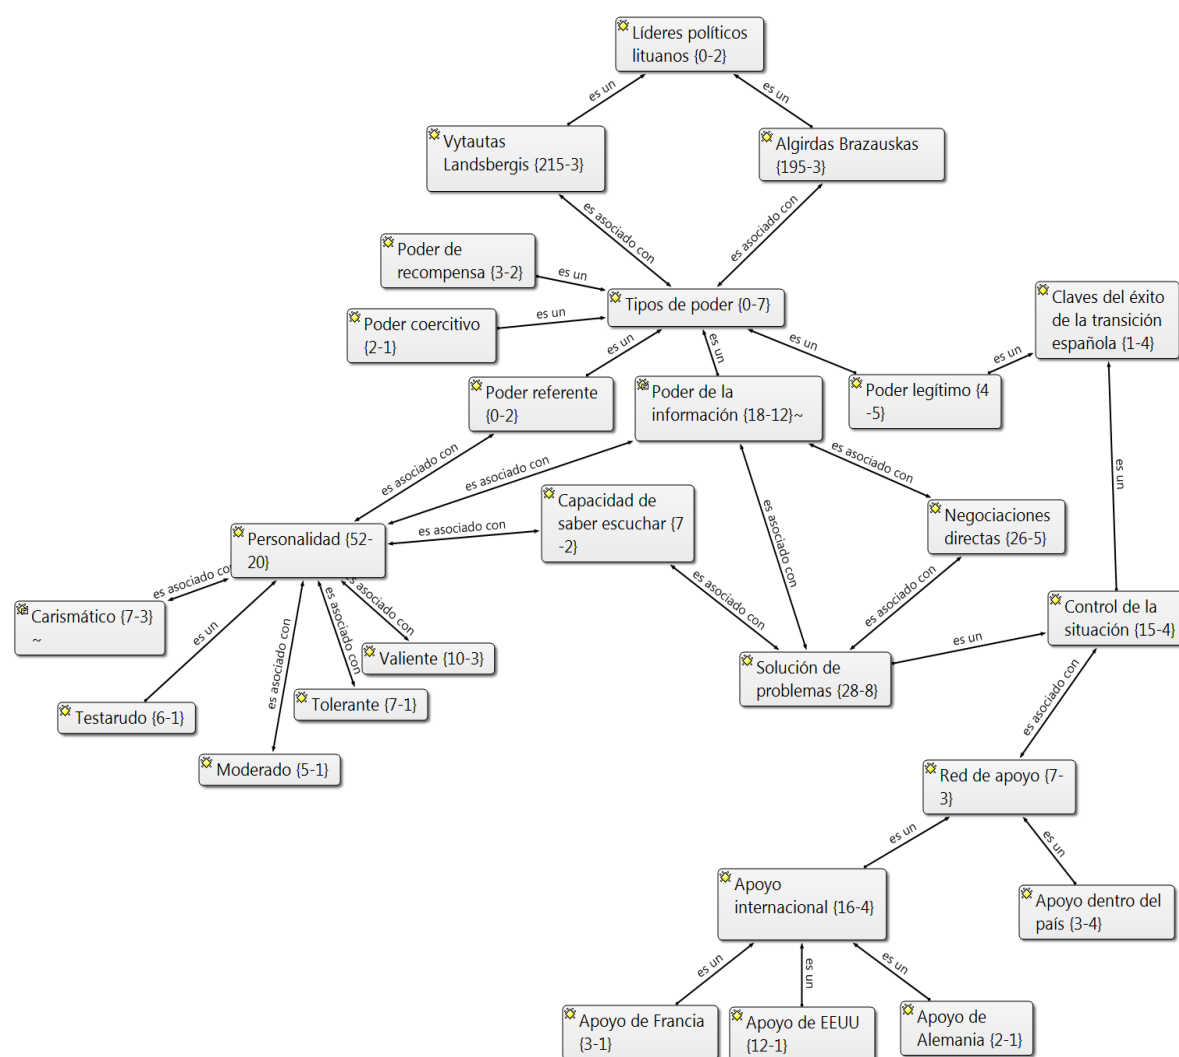 Líderes políticos
lituanos {0-2}
es un
es un
Vytautas
Landsbergis {215-3}
Algirdas Brazauskas
{195-3}
es asociado con
es asociado con
Poder de
recompensa {3-2}
es un
Tipos de poder {0-7}
Claves del éxito
de la transición
española {1-4}
Poder coercitivo
{2-1}
es un
es un
es un
es un
es un
Poder referente
{0-2}
Poder de la
información {18-12}~
Poder legítimo {4
-5}
es asociado con
es asociado con
es asociado con
es un
Capacidad de
saber escuchar {7
-2}
Negociaciones
directas {26-5}
Personalidad {52-
20}
es asociado con
es asociado con
es asociado con
es asociado con
es asociado con
es asociado con
Carismático {7-3}
~
es un
es asociado con
es asociado con
Valiente {10-3}
Control de la
situación {15-4}
es un
Solución de
problemas {28-8}
Testarudo {6-1}
Tolerante {7-1}
es asociado con
Moderado {5-1}
Red de apoyo {7-
3}
es un
es un
Apoyo
internacional {16-4}
Apoyo dentro del
país {3-4}
es un
es un
es un
Apoyo de Francia
{3-1}
Apoyo de EEUU
{12-1}
Apoyo de
Alemania {2-1}